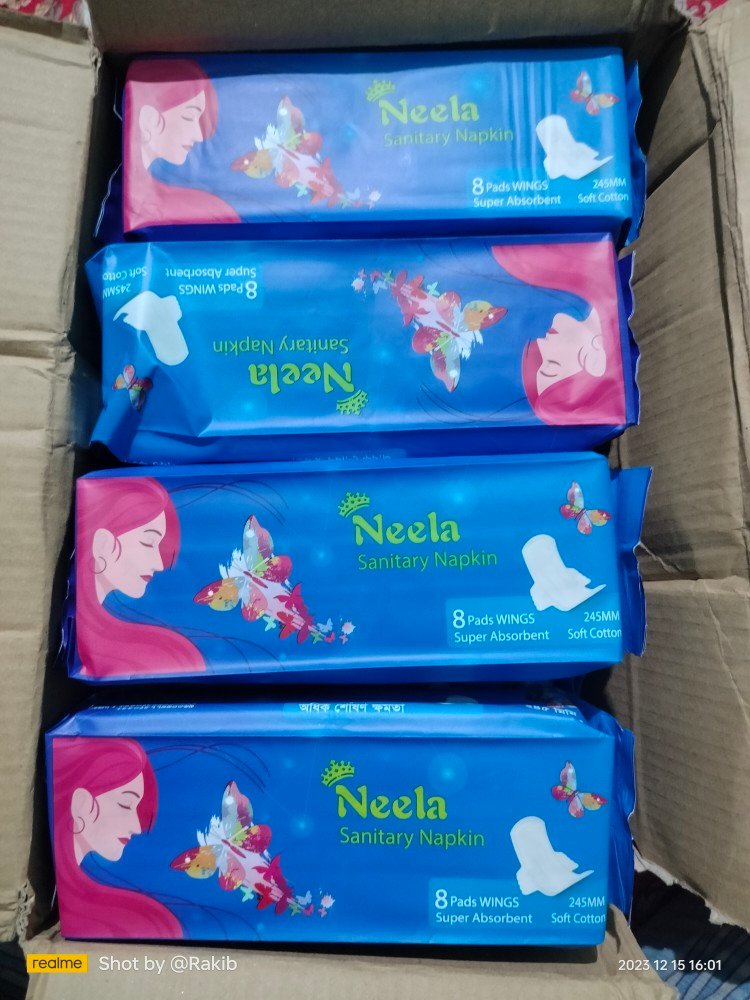 Neela
Sanitary Napkin
8 Pads WINGS
Super Absorbent
245MM
Soft Cotton
8 Pads WINGS
Super Absorbent
245MM
Soft Cotto
Neela
Sanitary Napkin
Neela
Sanitary Napkin
8 Pads WINGS
Super Absorbent
245MM
Soft Cotton
অধিক শোষণ ক্ষমতা
Neela
Sanitary Napkin
8 Pads WINGS
Super Absorbent
245MM
Soft Cotton
realme Shot by @Rakib
2023 12 15 16:01